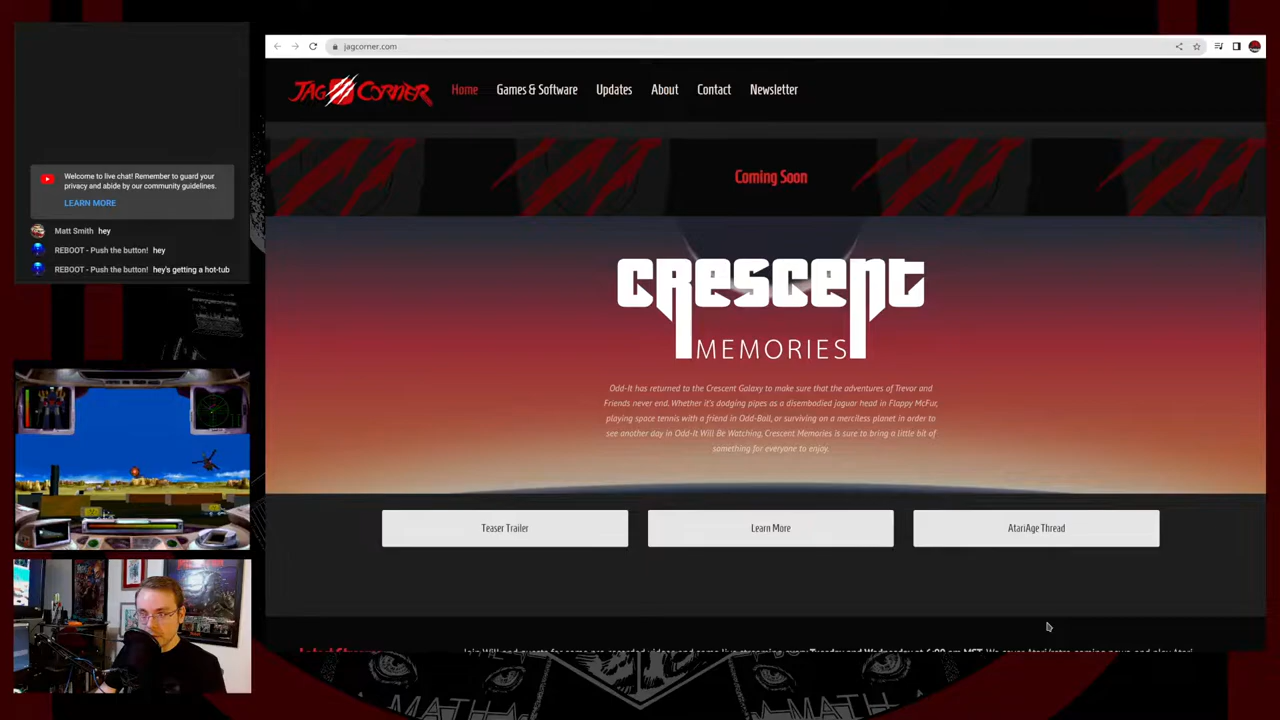 jagcorner.com
JAG CORNER
Home
Games & Software
Updates
About
Contact
Newsletter
Welcome to live chat! Remember to guard your
privacy and abide by our community guidelines.
LEARN MORE
Matt Smith hey
REBOOT - Push the button! hey
REBOOT - Push the button! hey's getting a hot-tub
Coming Soon
crescent
MEMORIES
Odd-It has returned to the Crescent Galaxy to make sure that the adventures of Trevor and
Friends never end. Whether it's dodging pipes as a disembodied jaguar head in Flappy McFur,
playing space tennis with a friend in Odd-Ball, or surviving on a merciless planet in order to
see another day in Odd-It Will Be Watching, Crescent Memories is sure to bring a little bit of
something for everyone to enjoy.
Teaser Trailer
Learn More
AtariAge Thread